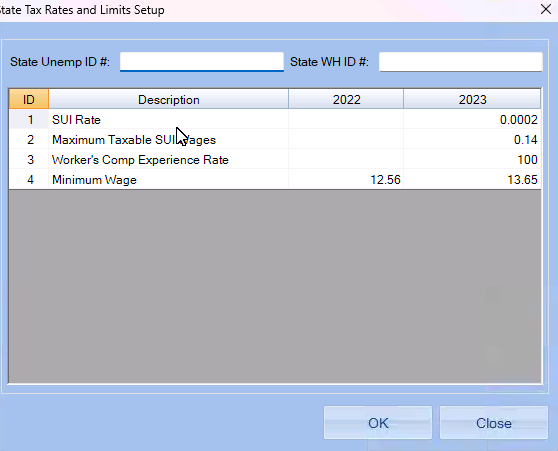 tate Tax Rates and Limits Setup
State Unemp ID #: State WH ID #:
ID Description 2022 2023
1 SUI Rate 0.0002
2 Maximum Taxable SUI Wages 0.14
3 Worker's Comp Experience Rate 100
4 Minimum Wage 12.56 13.65
OK Close